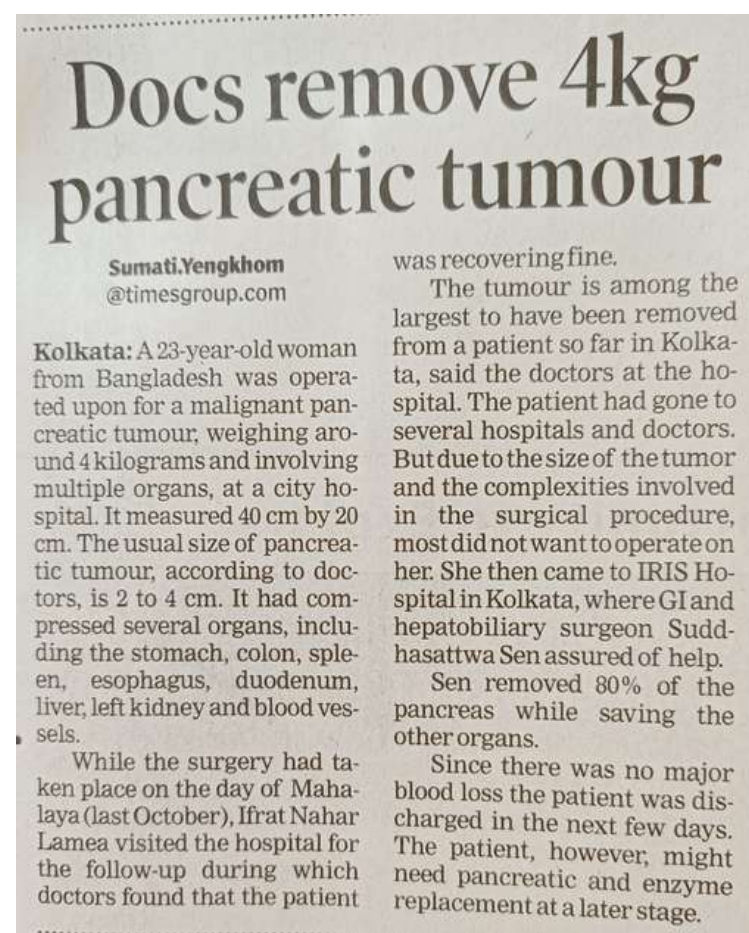 Docs remove 4kg
pancreatic tumour
Sumati.Yengkhom
@timesgroup.com
Kolkata: A 23-year-old woman
from Bangladesh was opera-
ted upon for a malignant pan-
creatic tumour, weighing aro-
und 4 kilograms and involving
multiple organs, at a city ho-
spital. It measured 40 cm by 20
cm. The usual size of pancrea-
tic tumour, according to doc-
tors, is 2 to 4 cm. It had com-
pressed several organs, inclu-
ding the stomach, colon, sple-
en, esophagus, duodenum,
liver, left kidney and blood ves-
sels.
While the surgery had ta-
ken place on the day of Maha-
laya (last October), Ifrat Nahar
Lamea visited the hospital for
the follow-up during which
doctors found that the patient
was recovering fine.
The tumour is among the
largest to have been removed
from a patient so far in Kolka-
ta, said the doctors at the ho-
spital. The patient had gone to
several hospitals and doctors.
But due to the size of the tumor
and the complexities involved
in the surgical procedure,
most did not want to operate on
her. She then came to IRIS Ho-
spital in Kolkata, where GI and
hepatobiliary surgeon Sudd-
hasattwa Sen assured of help.
Sen removed 80% of the
pancreas while saving the
other organs.
Since there was no major
blood loss the patient was dis-
charged in the next few days.
The patient, however, might
need pancreatic and enzyme
replacement at a later stage.